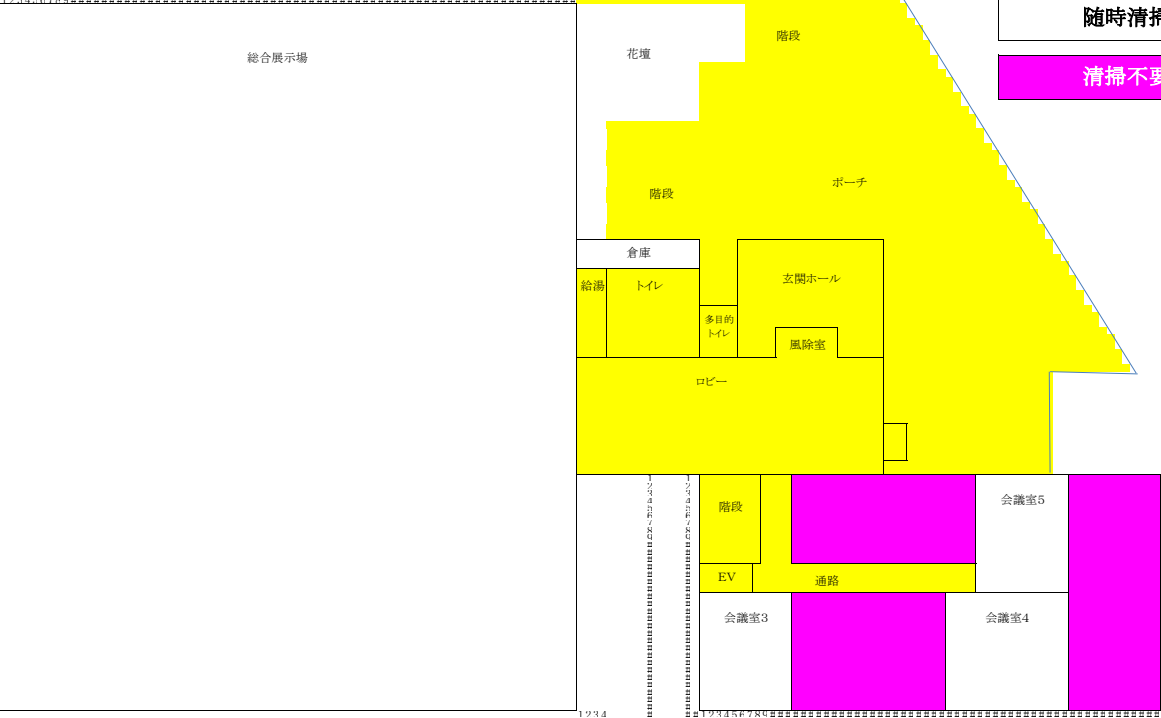 随時清掃
階段
花壇
総合展示場
清掃不要
ポーチ
階段
倉庫
玄関ホール
給湯
トイレ
多目的
トイレ
風除室
ロビー
会議室5
階段
EV
通路
会議室3
会議室4
1234
123456789